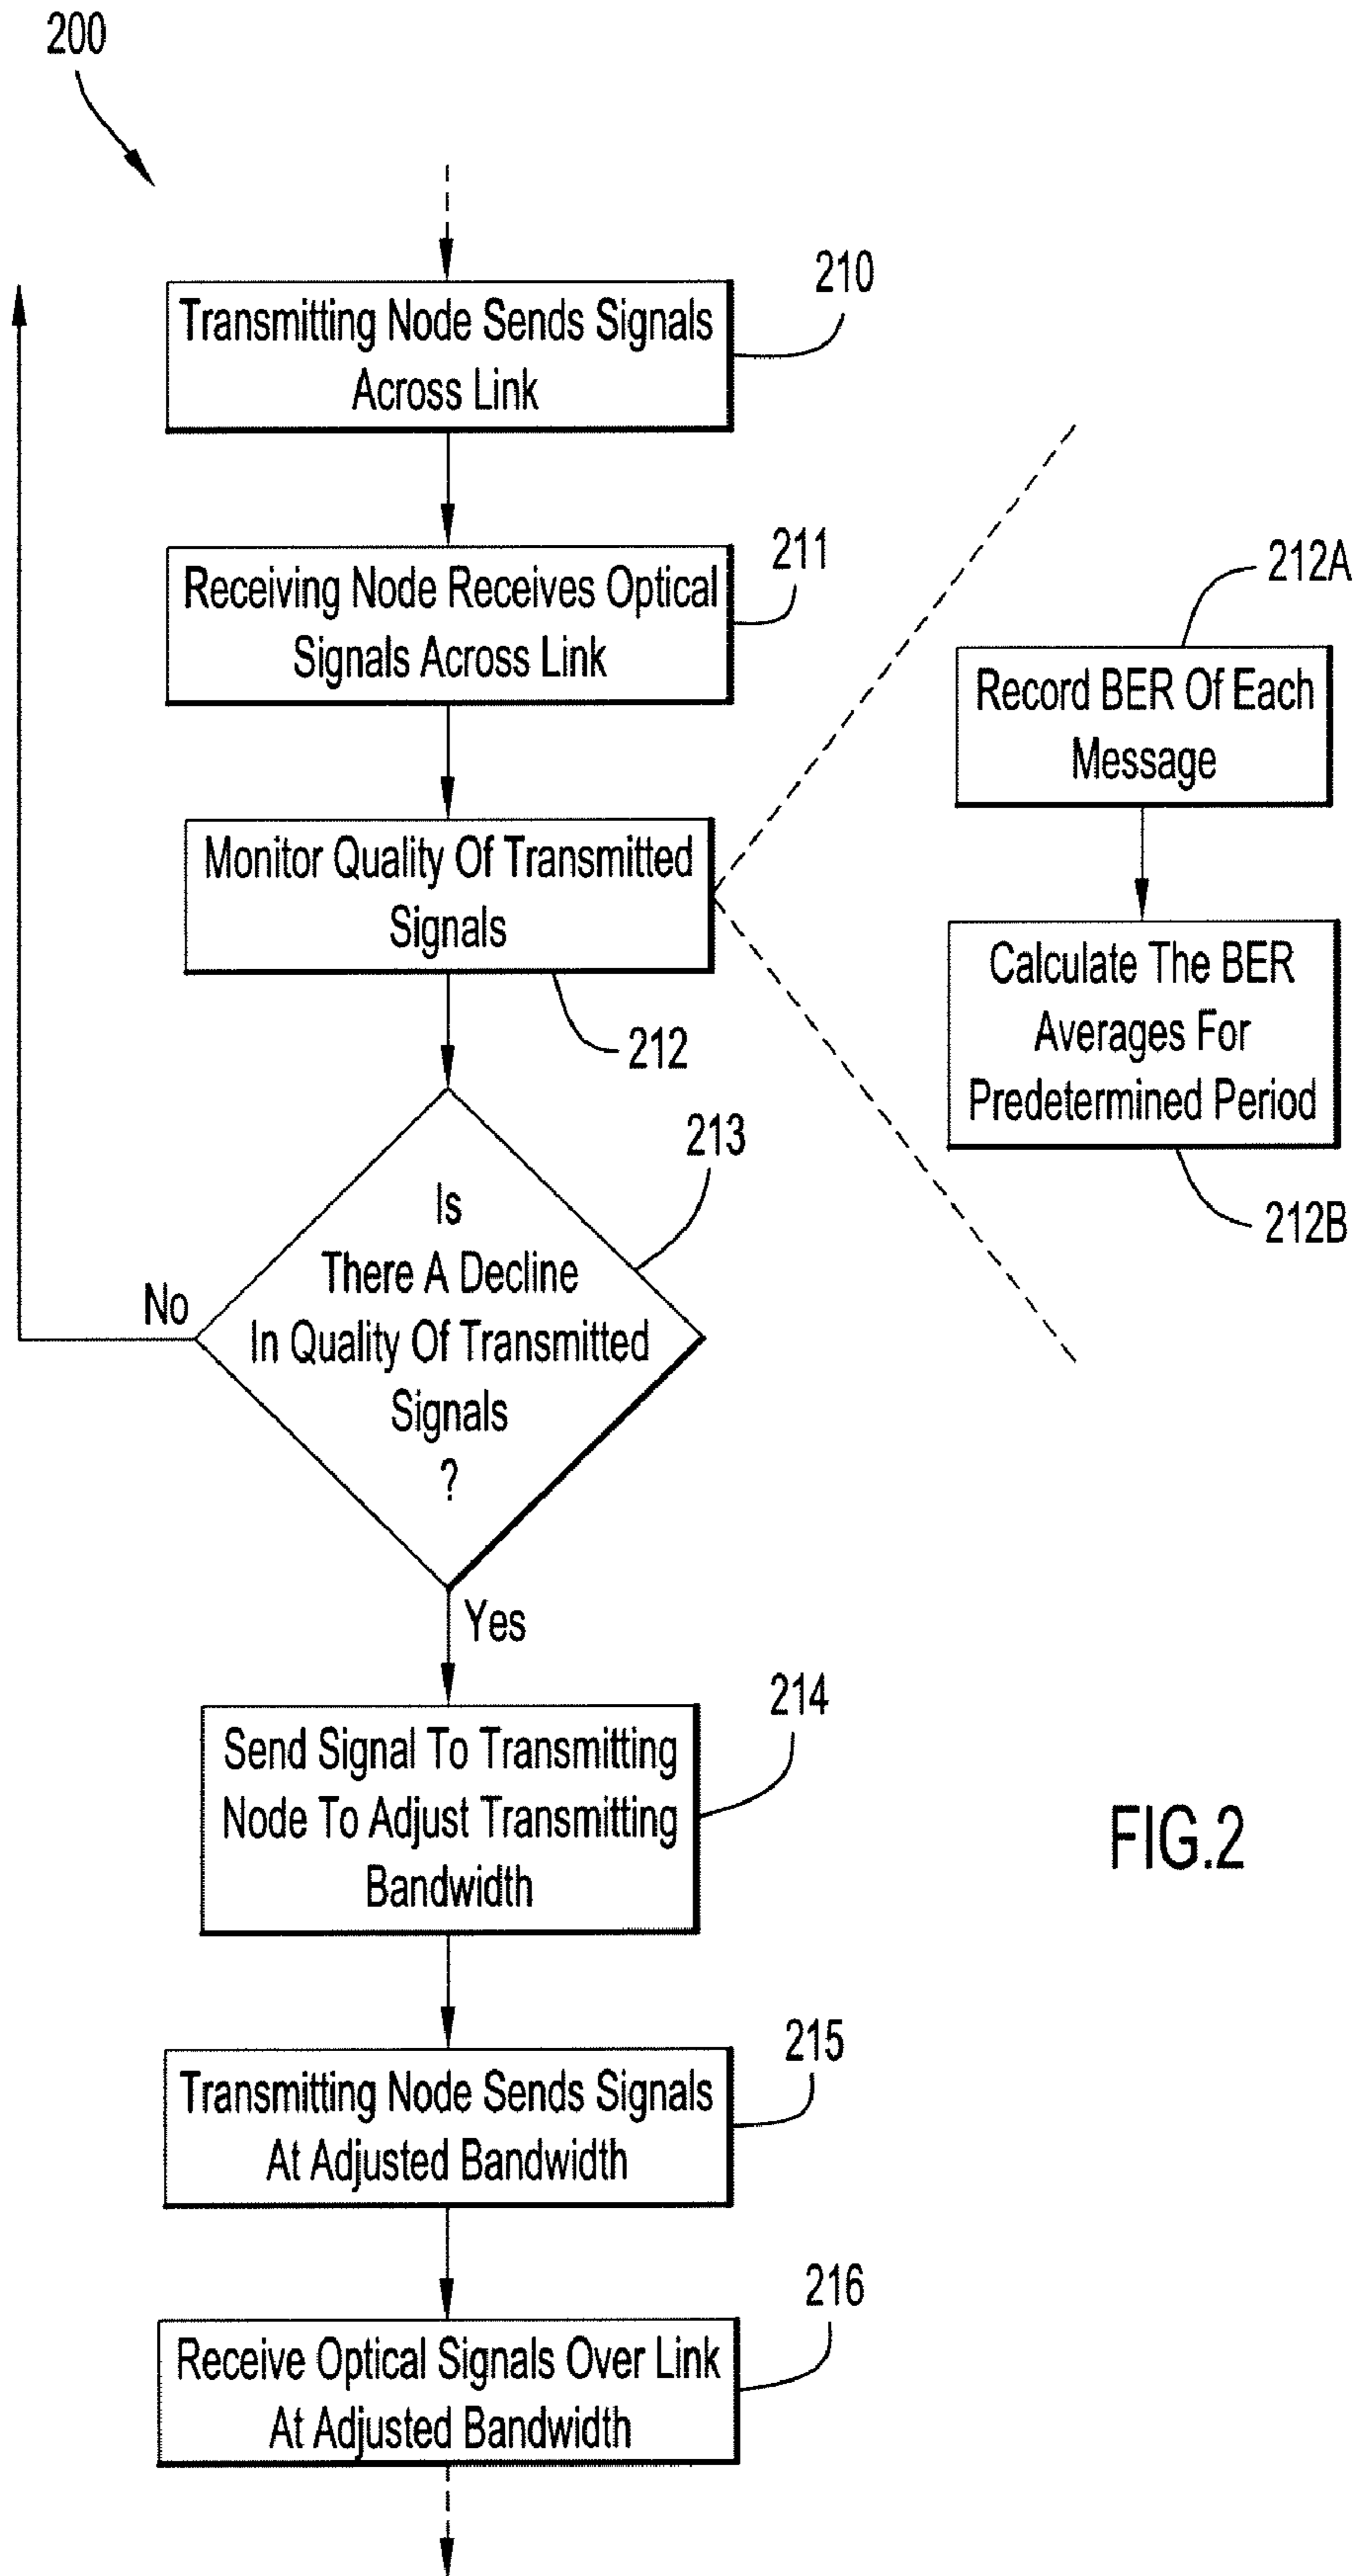 200
210
Transmitting Node Sends Signals
Across Link
211
Receiving Node Receives Optical
Signals Across Link
212A
Record BER Of Each
Message
Monitor Quality Of Transmitted
Signals
212
Calculate The BER
Averages For
Predetermined Period
212B
213
Is
There A Decline
In Quality Of Transmitted
Signals
?
No
Yes
214
Send Signal To Transmitting
Node To Adjust Transmitting
Bandwidth
FIG.2
215
Transmitting Node Sends Signals
At Adjusted Bandwidth
216
Receive Optical Signals Over Link
At Adjusted Bandwidth